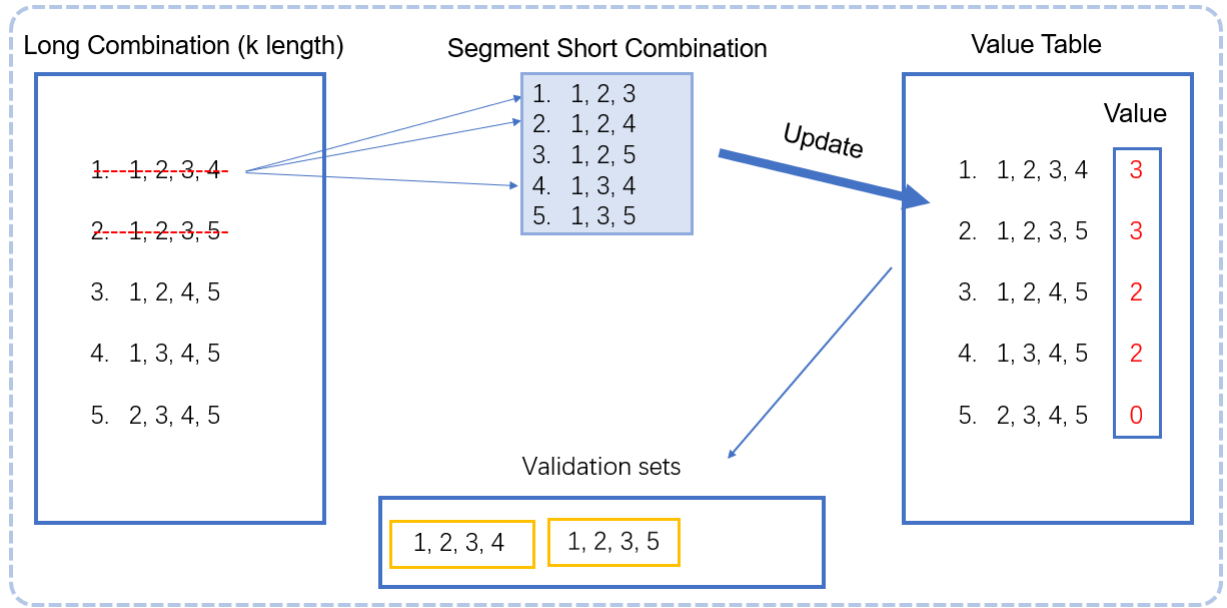 Long Combination (k length)
1. 1, 2, 3, 4
2. 1, 2, 3, 5
3. 1, 2, 4, 5
4. 1, 3, 4, 5
5. 2, 3, 4, 5
Segment Short Combination
1. 1, 2, 3
2. 1, 2, 4
3. 1, 2, 5
4. 1, 3, 4
5. 1, 3, 5
Update
Value Table
Value
1. 1, 2, 3, 4 3
2. 1, 2, 3, 5 3
3. 1, 2, 4, 5 2
4. 1, 3, 4, 5 2
5. 2, 3, 4, 5 0
Validation sets
1, 2, 3, 4 1, 2, 3, 5